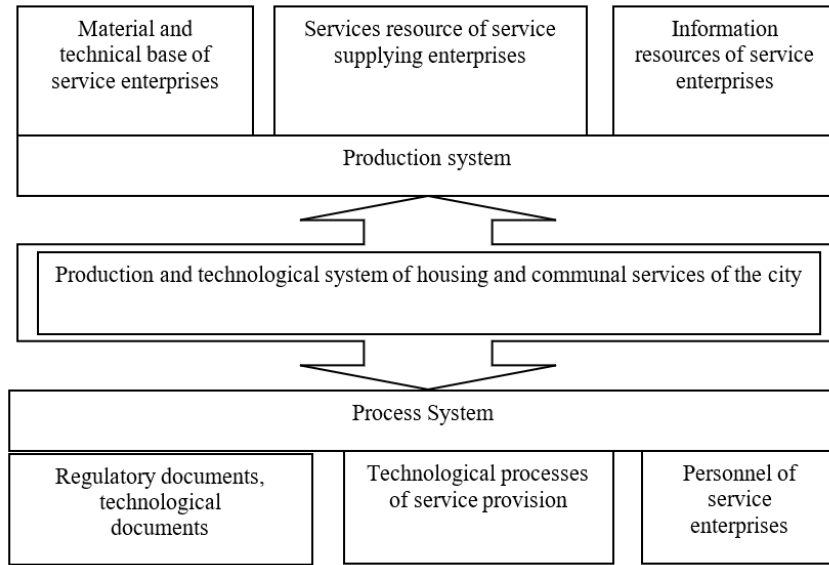 Material and
technical base of
service enterprises
Services resource of service
supplying enterprises
Information
resources of service
enterprises
Production system
Production and technological system of housing and communal services of the city
Process System
Regulatory documents,
technological
documents
Technological processes
of service provision
Personnel of
service
enterprises